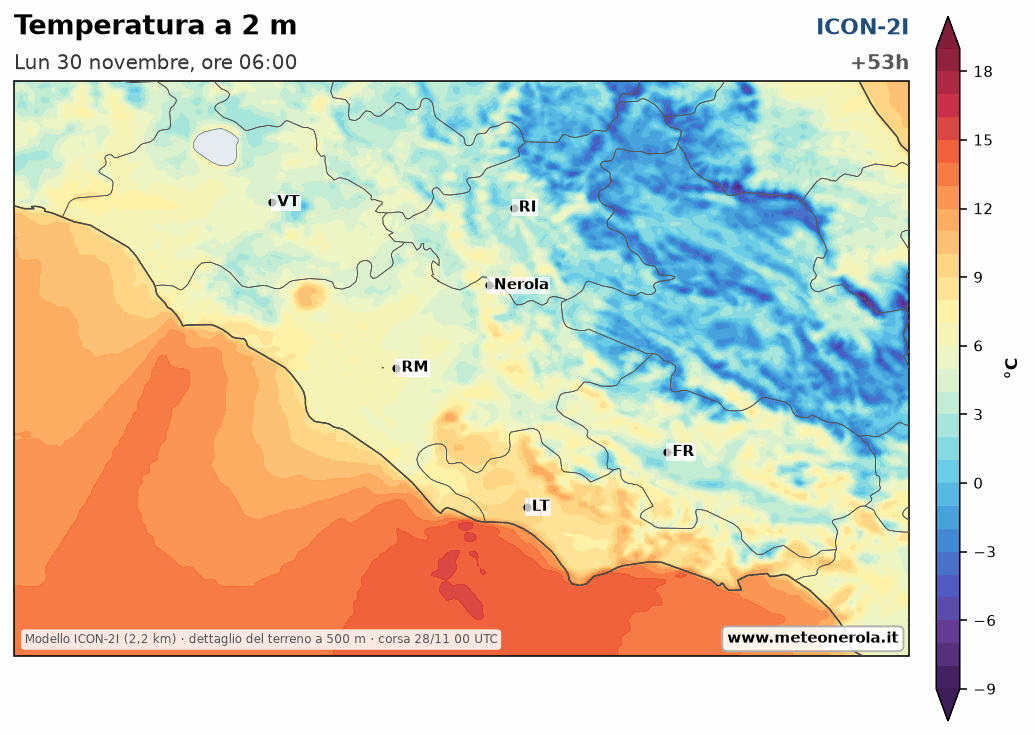 Temperatura a 2 m
ICON-2I
Lun 30 novembre, ore 06:00
+53h
VT
RI
Nerola
RM
FR
LT
18
15
12
9
6
3
0
−3
−6
−9
°C
Modello ICON-2I (2,2 km) · dettaglio del terreno a 500 m · corsa 28/11 00 UTC
www.meteonerola.it